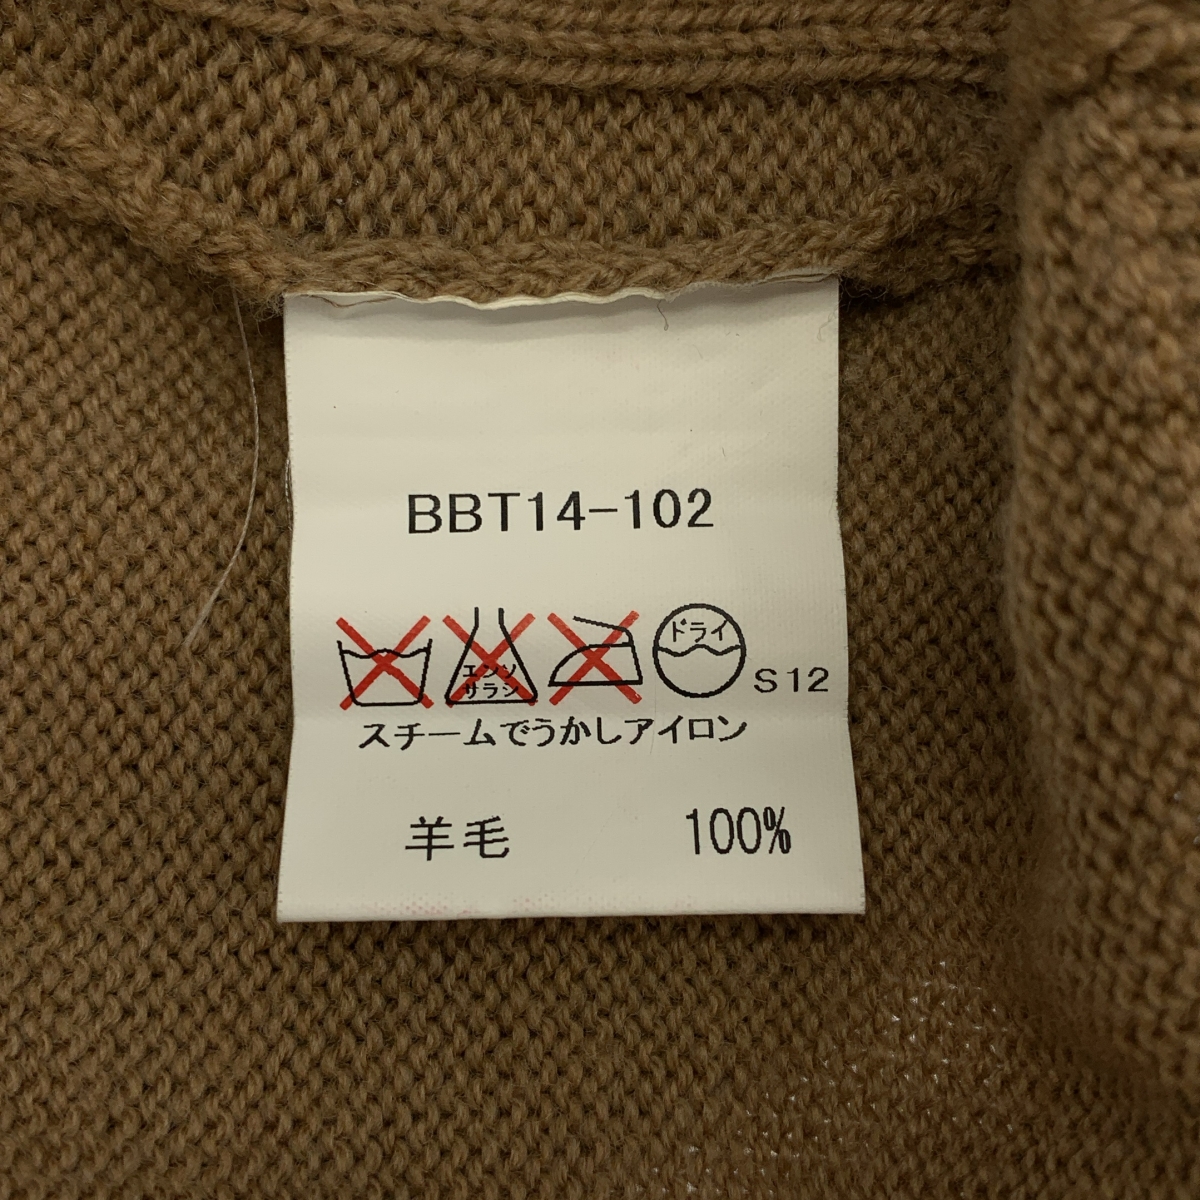 BBT14-102
エンソ ドライ
サラシ S12
スチームでうかしアイロン
羊毛 100%